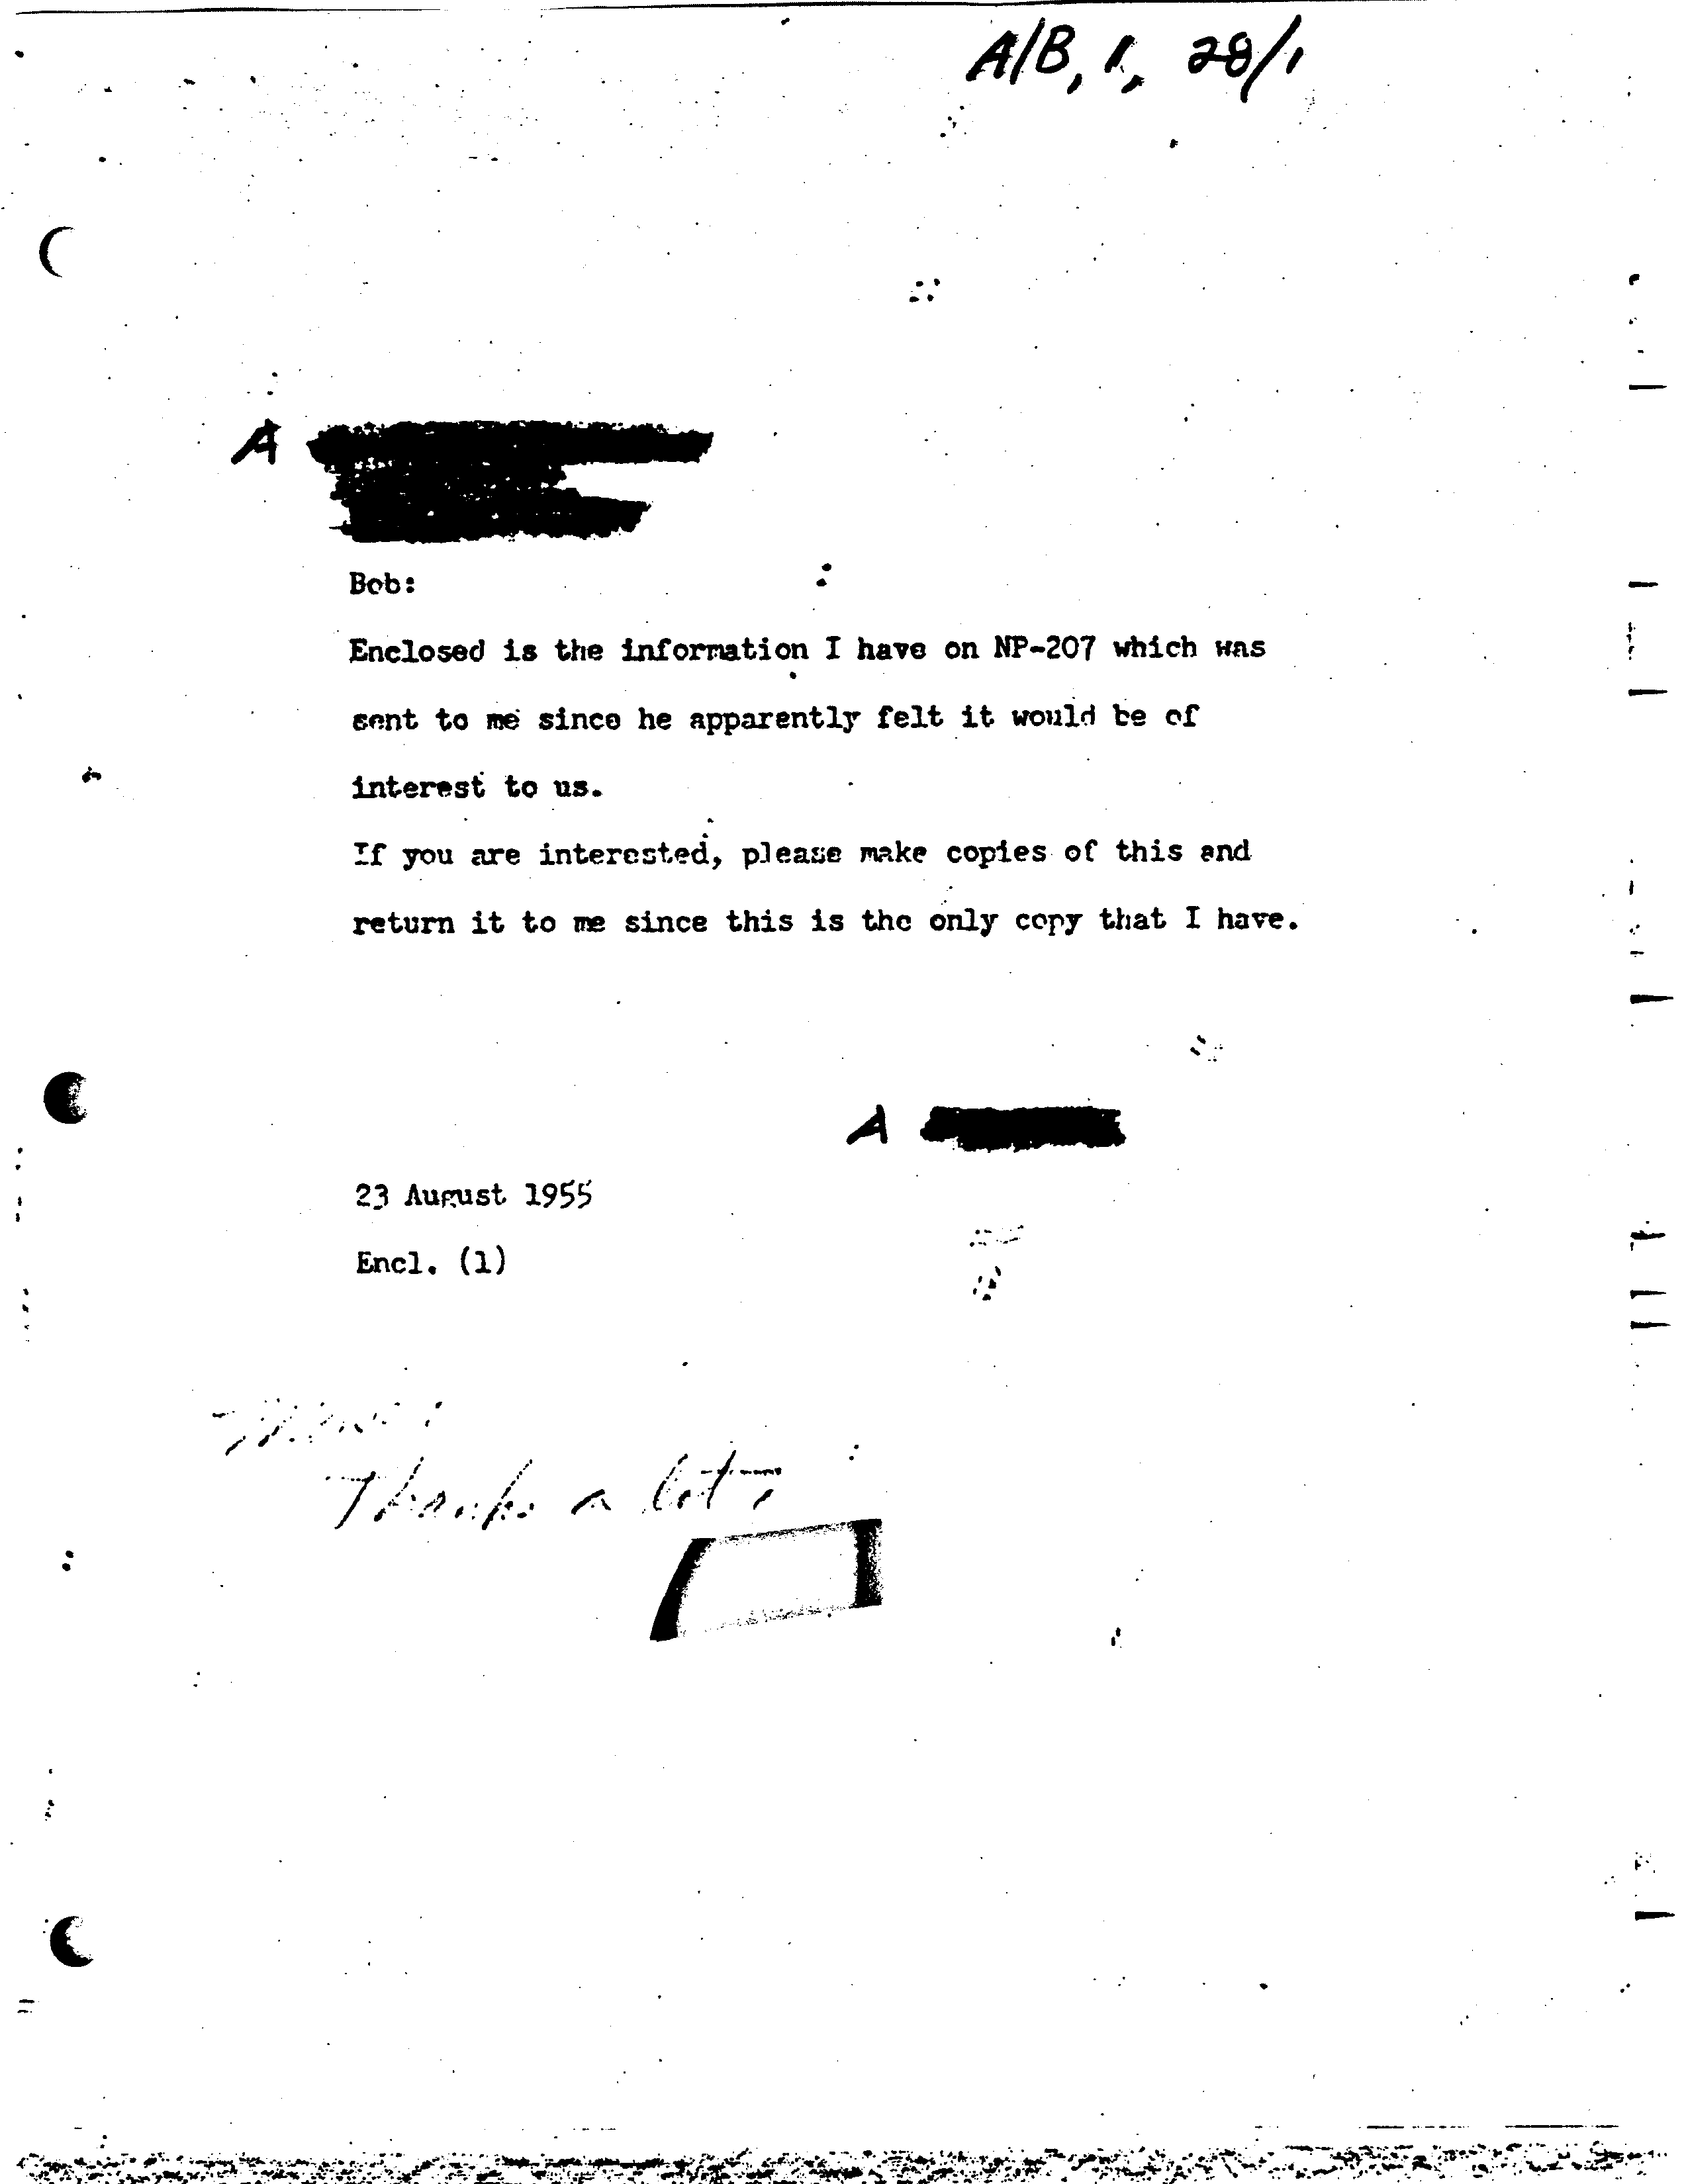 A/B, 1, 28/1
A
Bob:
Enclosed is the information I have on NP-207 which was
sent to me since he apparently felt it would be of
interest to us.
If you are interested, please make copies of this and
return it to me since this is the only copy that I have.
A
23 August 1955
Encl. (1)
Thanks a lot,